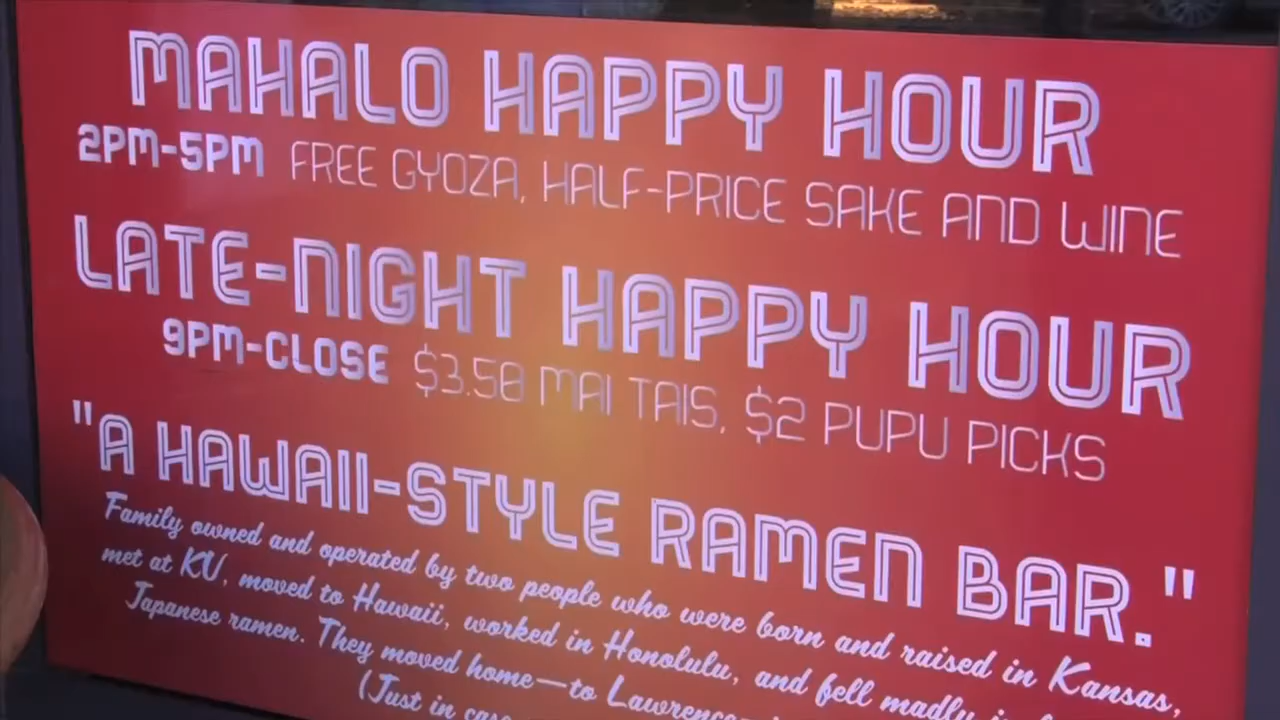 MAHALO HAPPY HOUR
2PM-5PM FREE GYOZA, HALF-PRICE SAKE AND WINE
LATE-NIGHT HAPPY HOUR
9PM-CLOSE $3.50 MAI TAIS, $2 PUPU PICKS
"A HAWAII-STYLE RAMEN BAR."
Family owned and operated by two people who were born and raised in Kansas,
met at KU, moved to Hawaii, worked in Honolulu, and fell madly
Japanese ramen. They moved home—to Lawrence
(Just in case